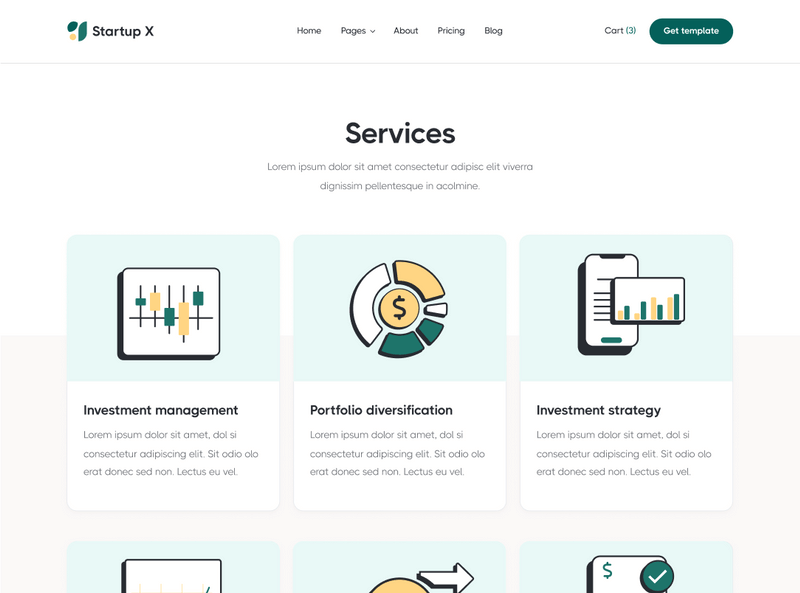 Startup X
Home Pages About Pricing Blog Cart (3) Get template
Services
Lorem ipsum dolor sit amet consectetur adipisc elit viverra
dignissim pellentesque in acolmine.
$
Investment management
Lorem ipsum dolor sit amet, dol si
consectetur adipiscing elit. Sit odio olo
erat donec sed non. Lectus eu vel.
Portfolio diversification
Lorem ipsum dolor sit amet, dol si
consectetur adipiscing elit. Sit odio olo
erat donec sed non. Lectus eu vel.
Investment strategy
Lorem ipsum dolor sit amet, dol si
consectetur adipiscing elit. Sit odio olo
erat donec sed non. Lectus eu vel.
$